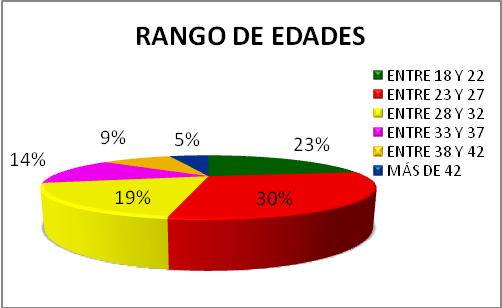 RANGO DE EDADES
ENTRE 18 Y 22
ENTRE 23 Y 27
ENTRE 28 Y 32
ENTRE 33 Y 37
ENTRE 38 Y 42
MÁS DE 42
9%
5%
23%
14%
19%
30%